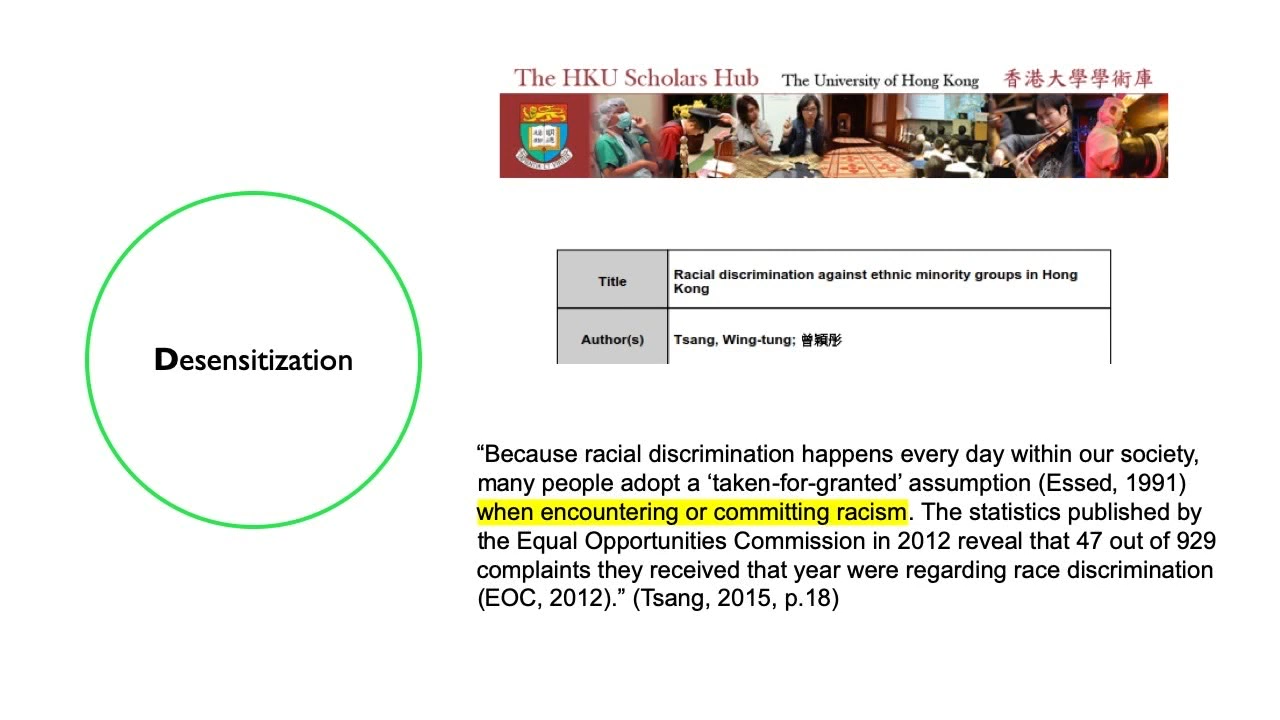 The HKU Scholars Hub The University of Hong Kong 香港大學學術庫
Desensitization
Title
Racial discrimination against ethnic minority groups in Hong
Kong
Author(s)
Tsang, Wing-tung; 曾穎彤
“Because racial discrimination happens every day within our society,
many people adopt a ‘taken-for-granted’ assumption (Essed, 1991)
when encountering or committing racism. The statistics published by
the Equal Opportunities Commission in 2012 reveal that 47 out of 929
complaints they received that year were regarding race discrimination
(EOC, 2012).” (Tsang, 2015, p.18)